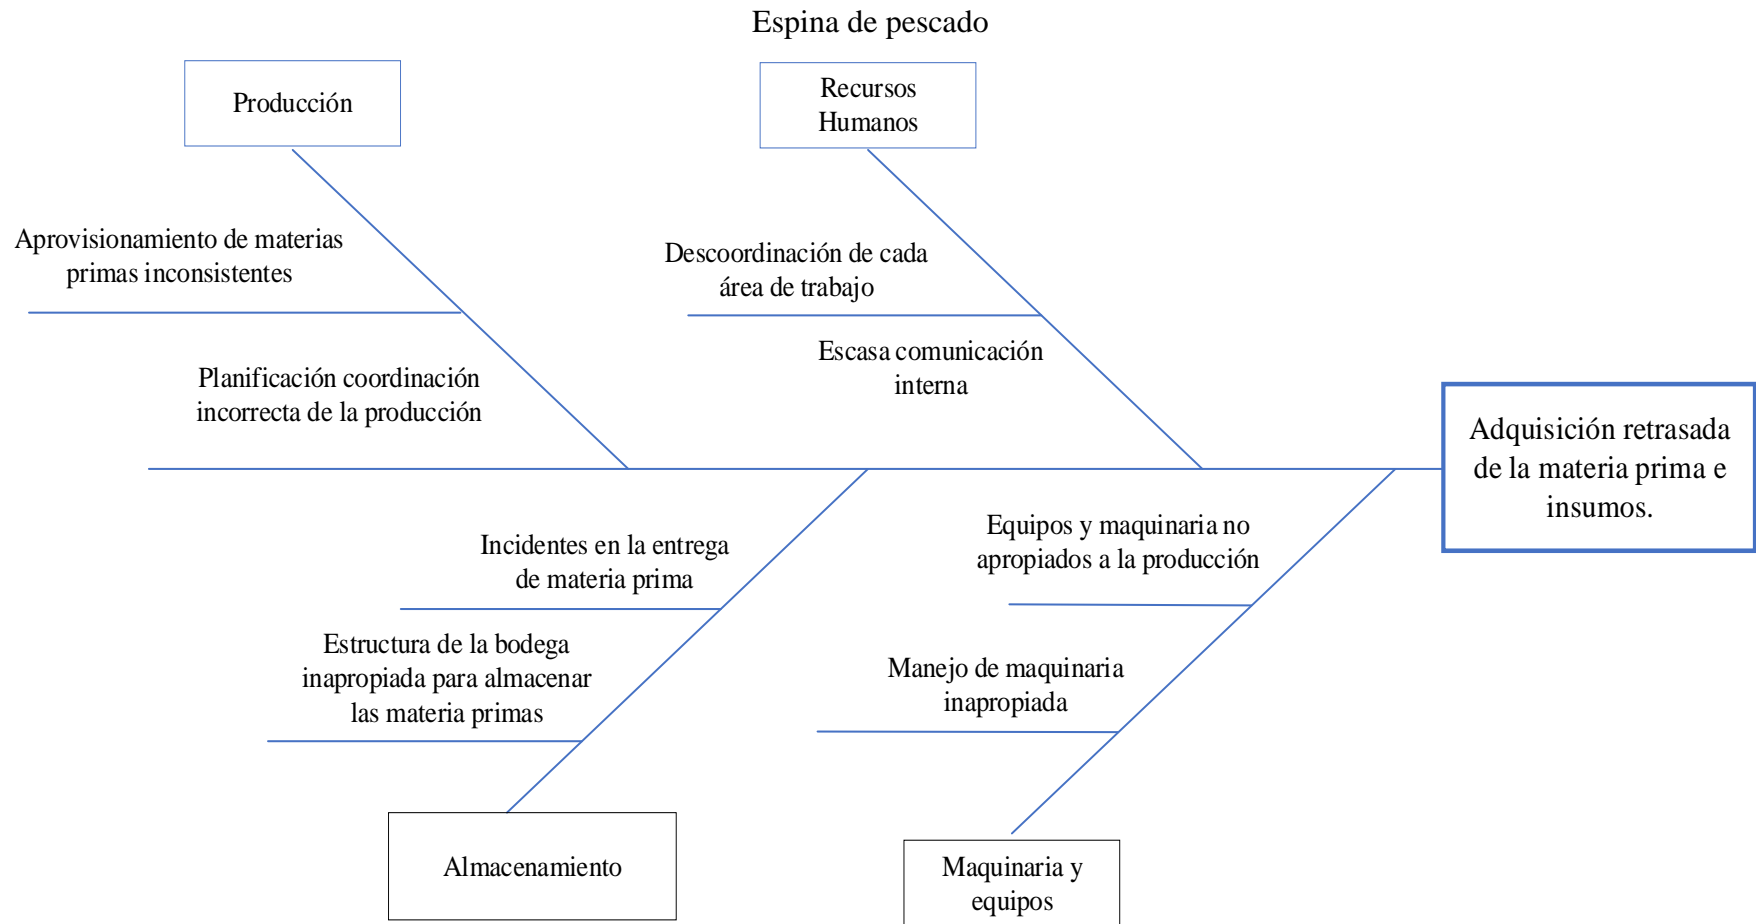 Espina de pescado
Producción
Recursos
Humanos
Aprovisionamiento de materias
primas inconsistentes
Descoordinación de cada
área de trabajo
Planificación coordinación
incorrecta de la producción
Escasa comunicación
interna
Adquisición retrasada
de la materia prima e
insumos.
Incidentes en la entrega
de materia prima
Equipos y maquinaria no
apropiados a la producción
Estructura de la bodega
inapropiada para almacenar
las materia primas
Manejo de maquinaria
inapropiada
Almacenamiento
Maquinaria y
equipos